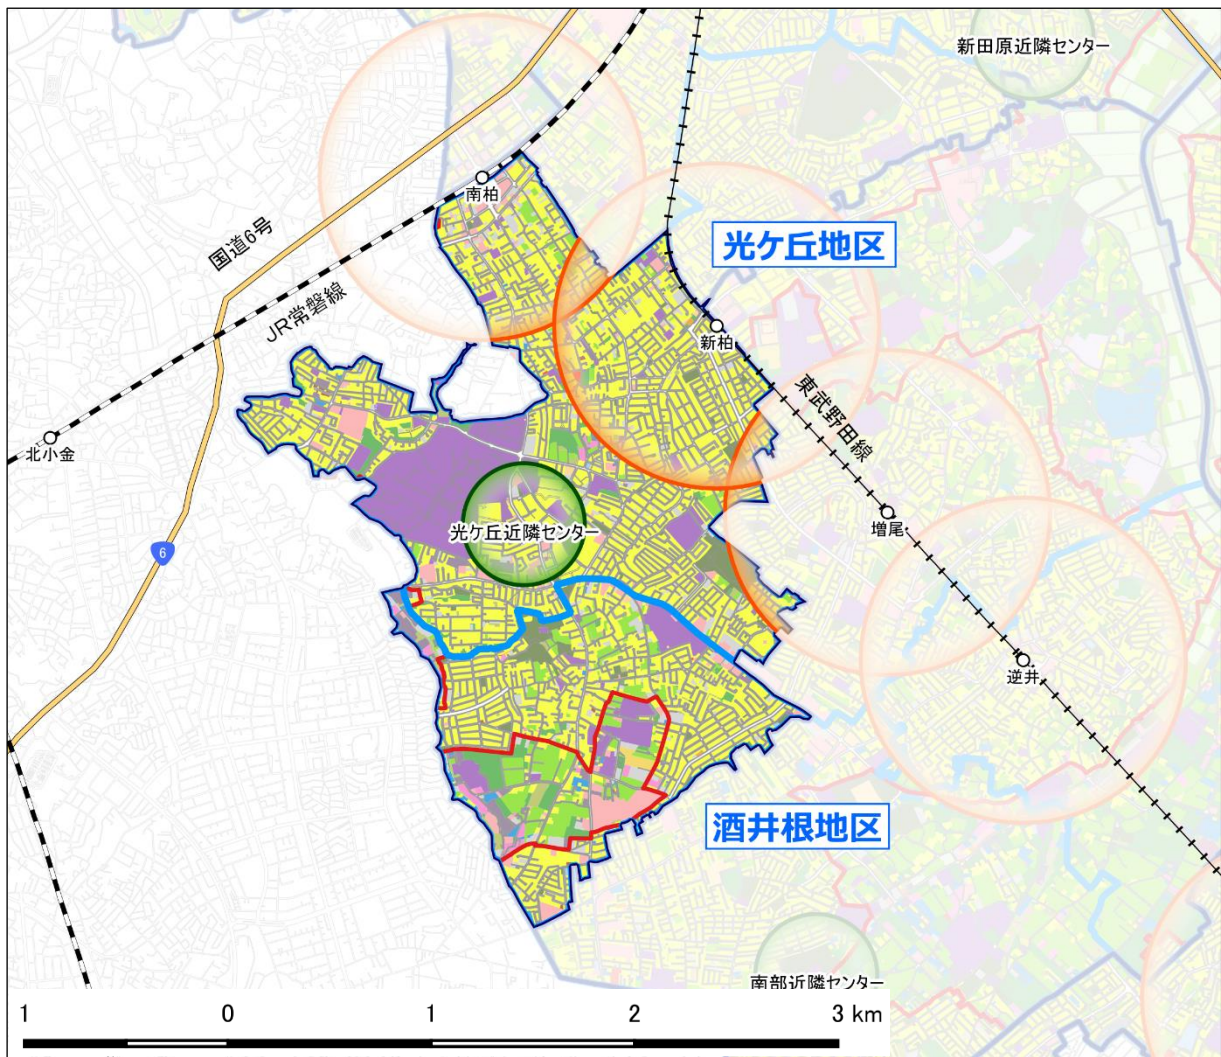 新田原近隣センター
南柏
国道6号
光ケ丘地区
JR常磐線
新柏
東武野田線
北小金
増尾
光ケ丘近隣センター
6
逆井
酒井根地区
南部近隣センター
1 0 1 2 3 km